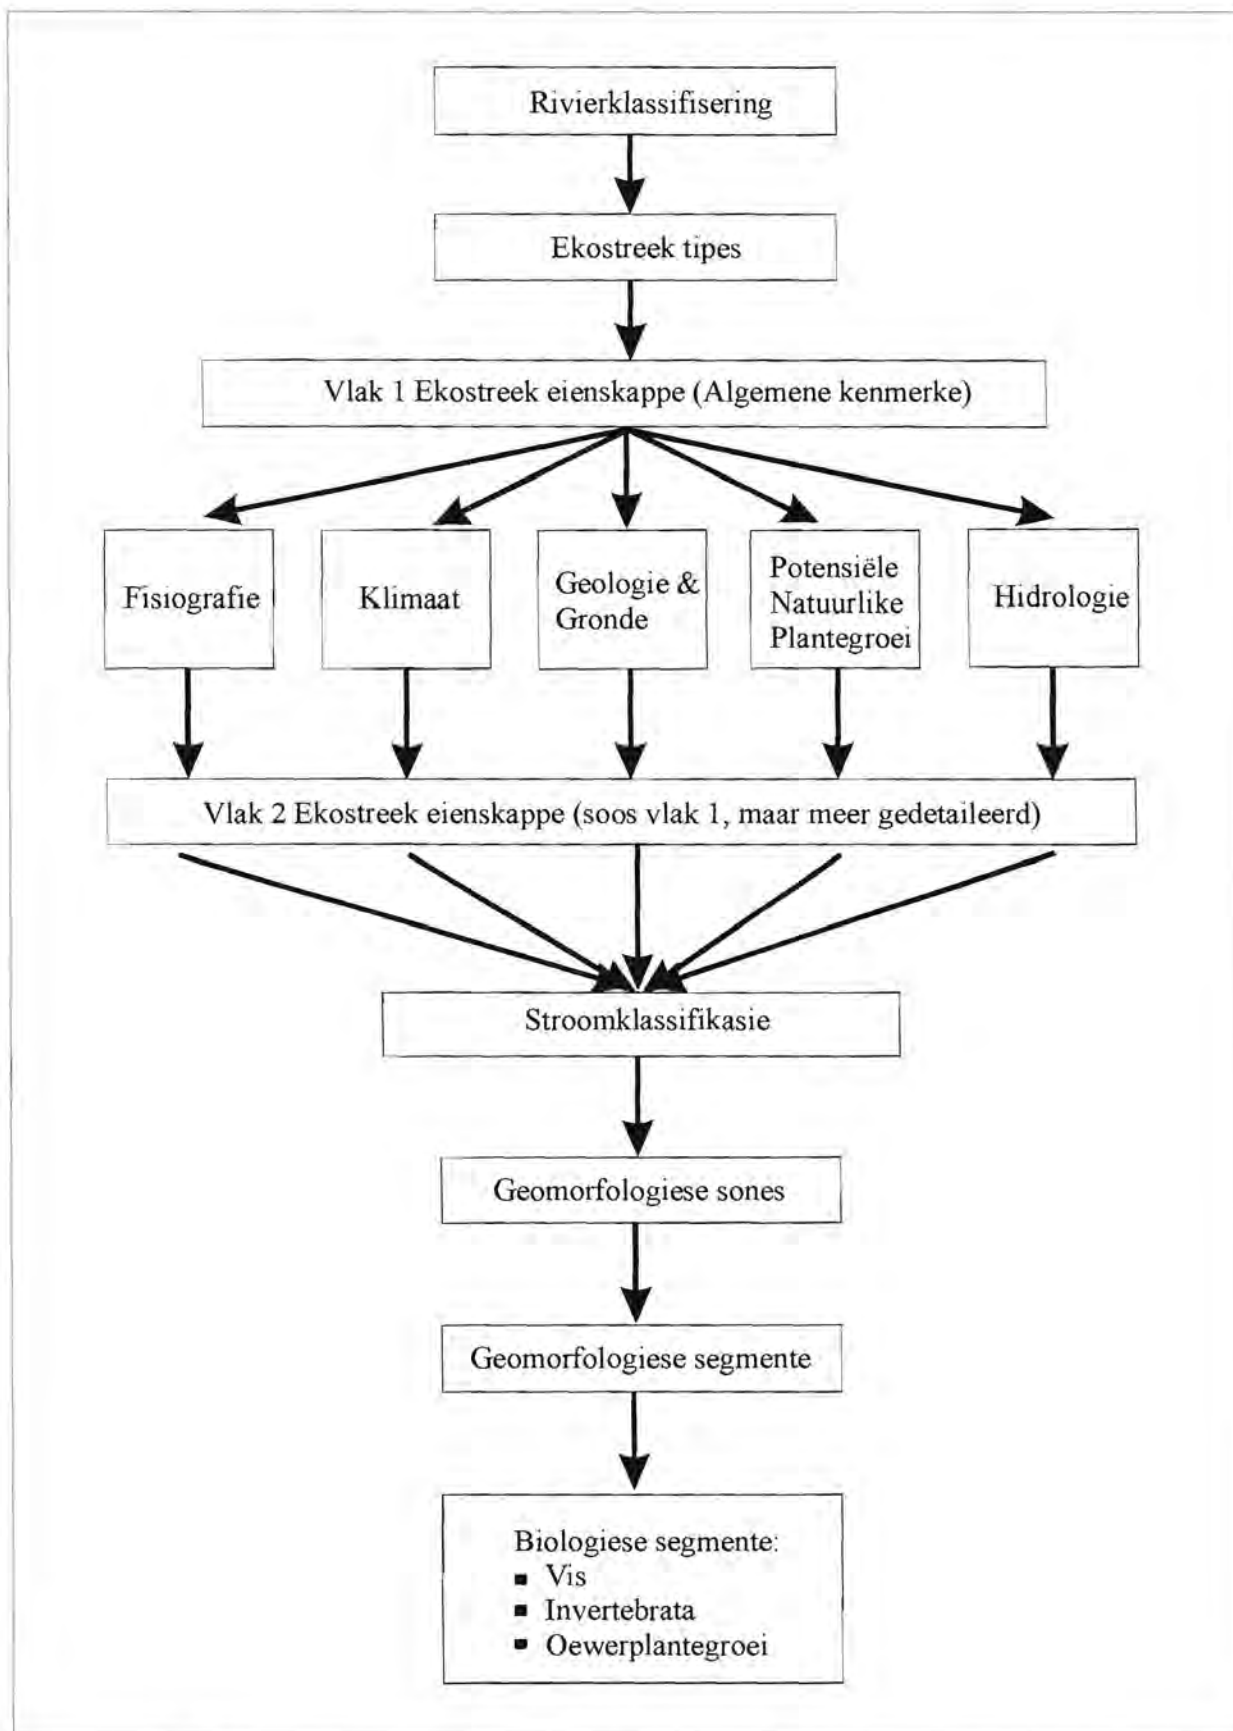 Rivierklassifisering
Ekostreek tipes
Vlak 1 Ekostreek eienskappe (Algemene kenmerke)
Fisiografie
Klimaat
Geologie &
Gronde
Potensiële
Natuurlike
Plantegroei
Hidrologie
Vlak 2 Ekostreek eienskappe (soos vlak 1, maar meer gedetaileerd)
Stroomklassifikasie
Geomorfologiese sones
Geomorfologiese segmente
Biologiese segmente:
▪ Vis
▪ Invertebrata
▪ Oewerplantegroei